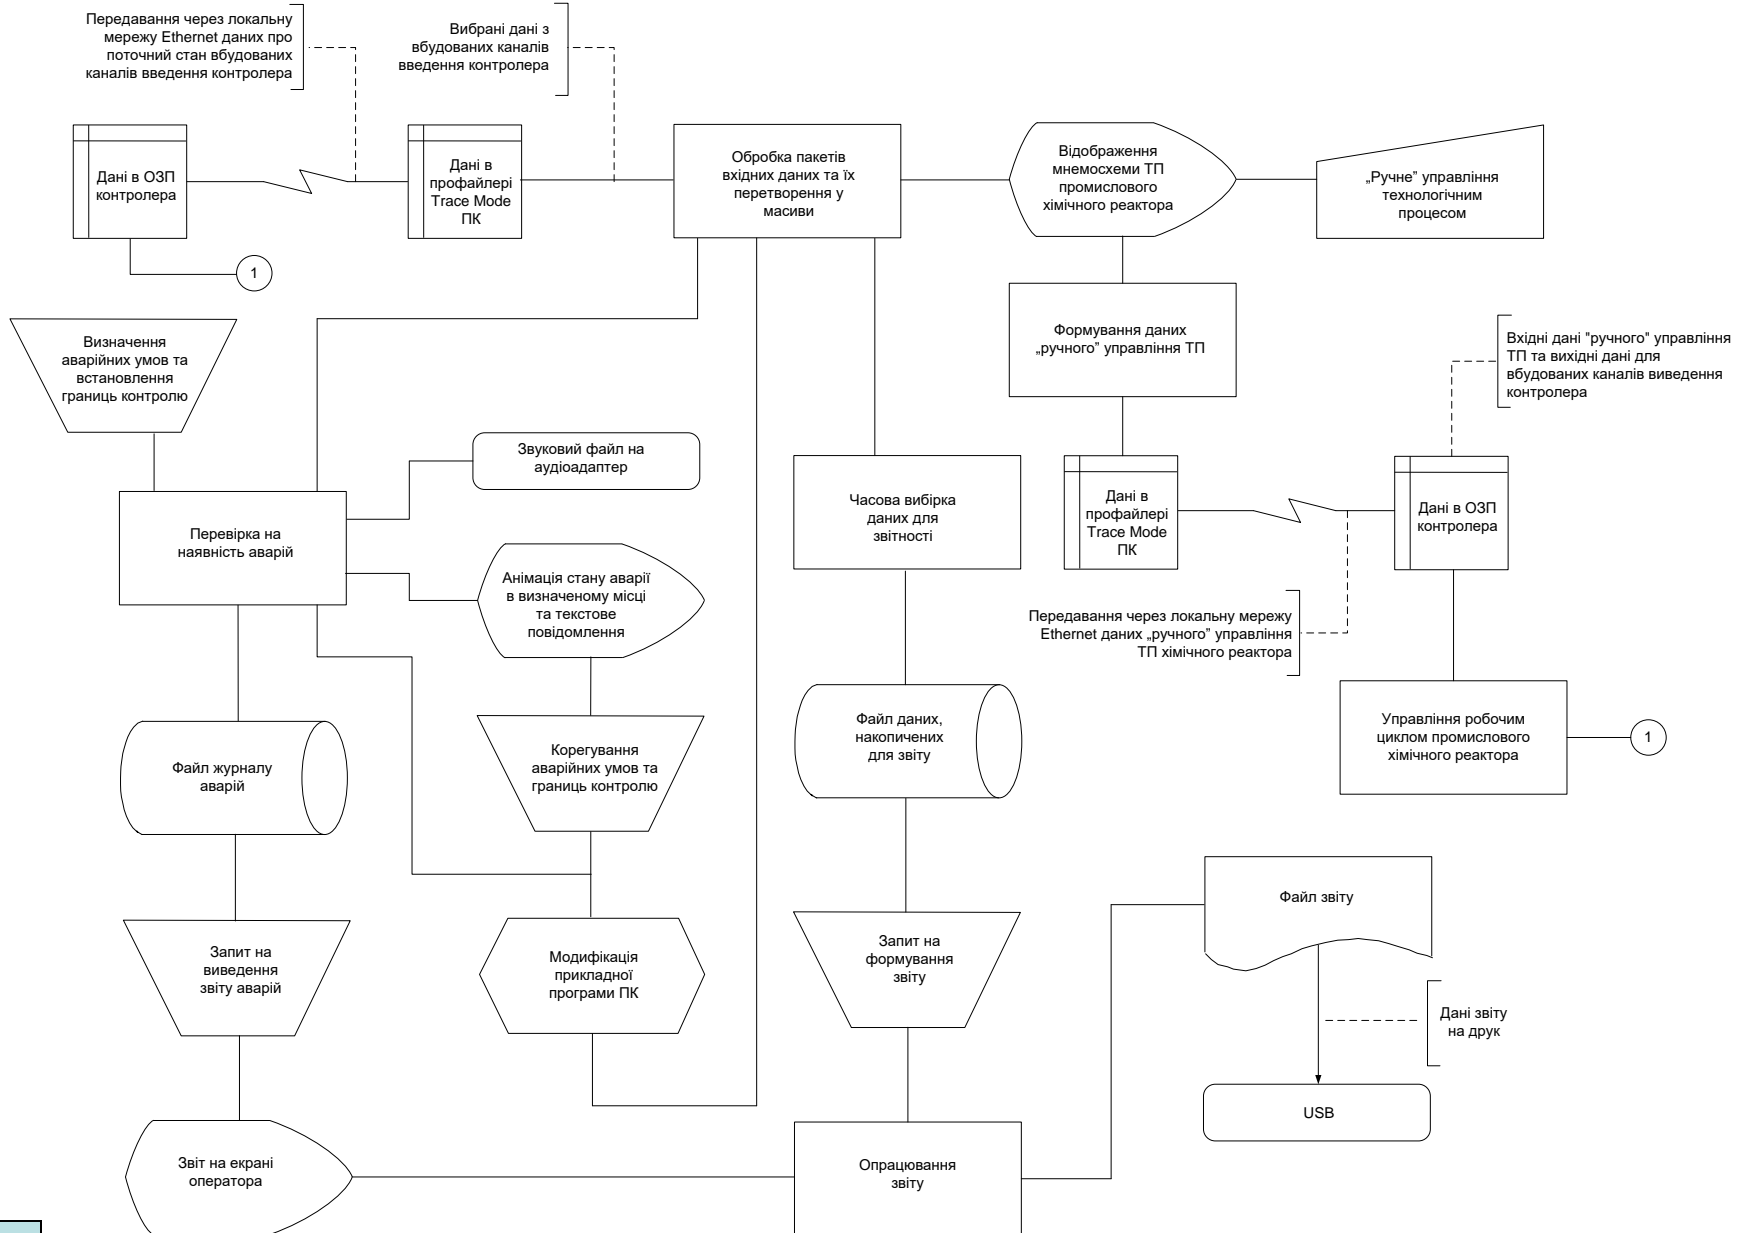 Передавання через локальну
мережу Ethernet даних про
поточний стан вбудованих
каналів введення контролера
Вибрані дані з
вбудованих каналів
введення контролера
Дані в ОЗП
контролера
Дані в
профайлері
Trace Mode
ПК
Обробка пакетів
вхідних даних та їх
перетворення у
масиви
Відображення
мнемосхеми ТП
промислового
хімічного реактора
„Ручне” управління
технологічним
процесом
1
Визначення
аварійних умов та
встановлення
границь контролю
Формування даних
„ручного” управління ТП
Вхідні дані "ручного" управління
ТП та вихідні дані для
вбудованих каналів виведення
контролера
Звуковий файл на
аудіоадаптер
Перевірка на
наявність аварій
Часова вибірка
даних для
звітності
Дані в
профайлері
Trace Mode
ПК
Дані в ОЗП
контролера
Анімація стану аварії
в визначеному місці
та текстове
повідомлення
Передавання через локальну мережу
Ethernet даних „ручного” управління
ТП хімічного реактора
Файл журналу
аварій
Корегування
аварійних умов та
границь контролю
Файл даних,
накопичених
для звіту
Управління робочим
циклом промислового
хімічного реактора
1
Запит на
виведення
звіту аварій
Модифікація
прикладної
програми ПК
Запит на
формування
звіту
Файл звіту
Дані звіту
на друк
USB
Звіт на екрані
оператора
Опрацювання
звіту